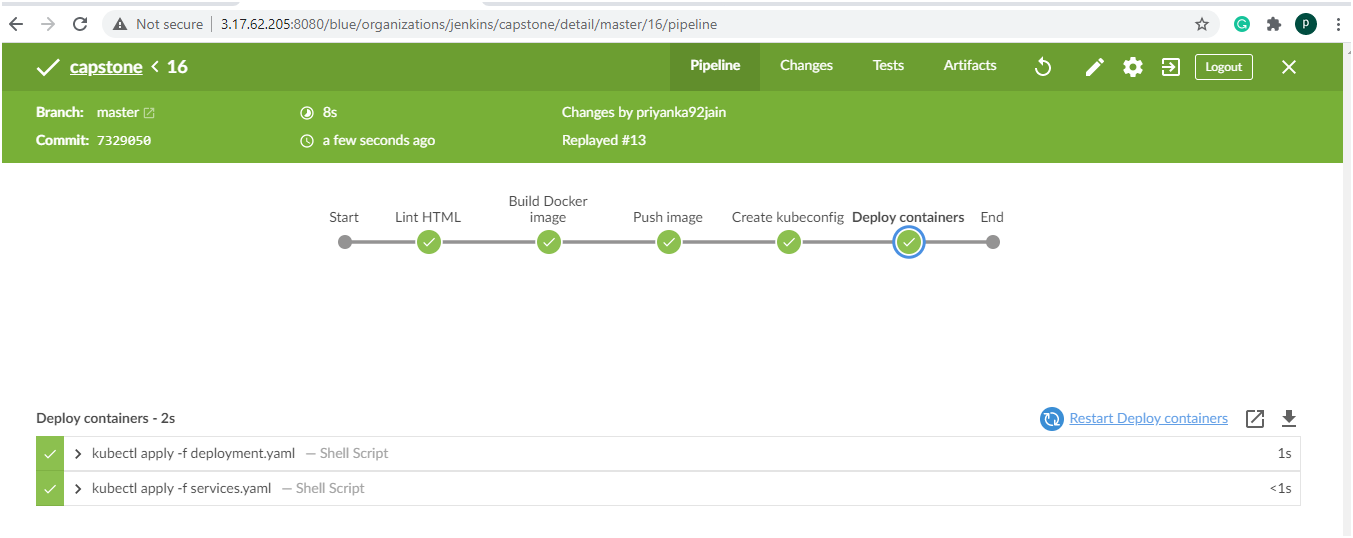 Not secure | 3.17.62.205:8080/blue/organizations/jenkins/capstone/detail/master/16/pipeline
P
capstone < 16
Pipeline Changes Tests Artifacts Logout
Branch: master 8s Changes by priyanka92jain
Commit: 7329050 a few seconds ago Replayed #13
Start Lint HTML Build Docker image Push image Create kubeconfig Deploy containers End
Deploy containers - 2s Restart Deploy containers
kubectl apply -f deployment.yaml — Shell Script 1s
kubectl apply -f services.yaml — Shell Script <1s